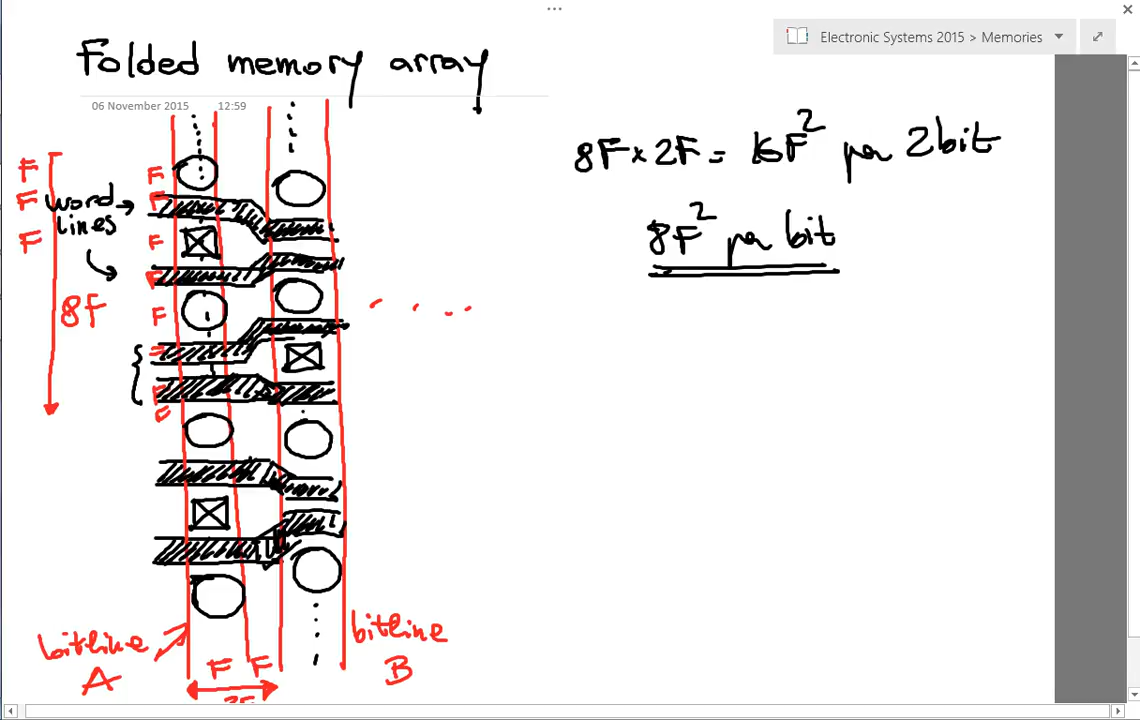 Electronic Systems 2015 > Memories
Folded memory array
06 November 2015 12:59
8F × 2F = 16F² per 2bit
8F² per bit
F
F
F
word lines
8F
F
F
F
F
F
F
F
F
bitline A
bitline B
F F
2F